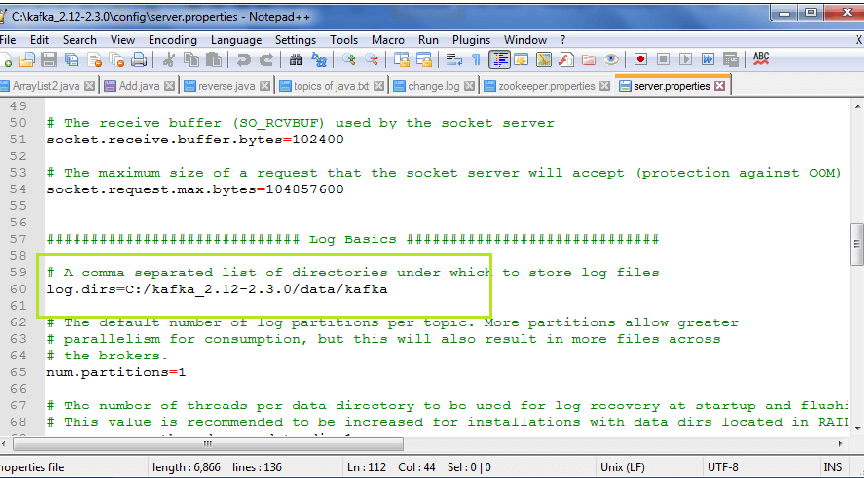 C:\kafka_2.12-2.3.0\config\server.properties - Notepad++
File Edit Search View Encoding Language Settings Tools Macro Run Plugins Window ? X
ArrayList2.java Add.java reverse.java topics of java.txt change.log zookeeper.properties server.properties
49
50 # The receive buffer (SO_RCVBUF) used by the socket server
51 socket.receive.buffer.bytes=102400
52
53 # The maximum size of a request that the socket server will accept (protection against OOM)
54 socket.request.max.bytes=104857600
55
56
57 ############################# Log Basics #############################
58
59 # A comma separated list of directories under which to store log files
60 log.dirs=C:/kafka_2.12-2.3.0/data/kafka
61
62 # The default number of log partitions per topic. More partitions allow greater
63 # parallelism for consumption, but this will also result in more files across
64 # the brokers.
65 num.partitions=1
66
67 # The number of threads per data directory to be used for log recovery at startup and flushi
68 # This value is recommended to be increased for installations with data dirs located in RAI
operties file length : 6,866 lines : 136 Ln : 112 Col : 44 Sel : 0 | 0 Unix (LF) UTF-8 INS